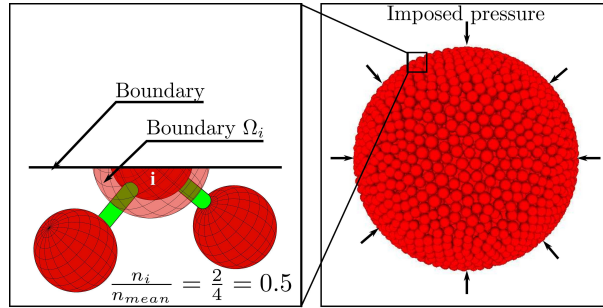 Boundary
Boundary Ω_i
i
n_i/n_mean = 2/4 = 0.5
Imposed pressure